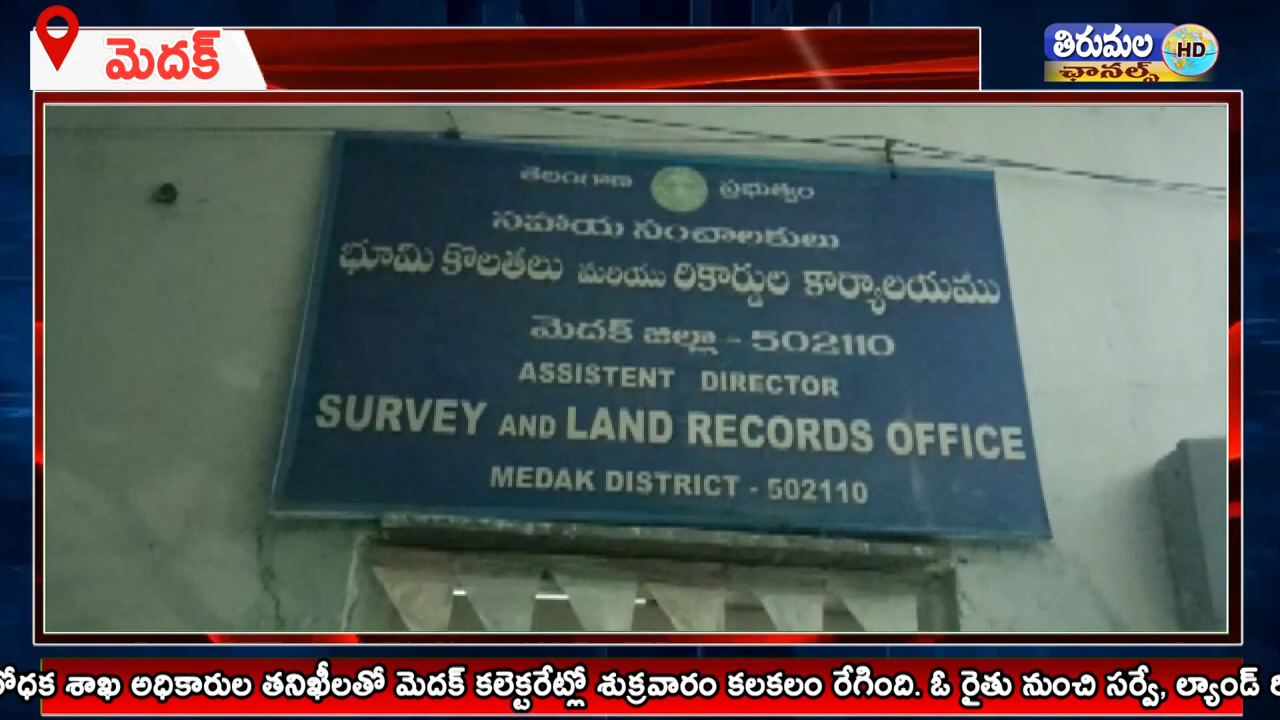 మెదక్
తిరుమల
HD
ఛానల్స్
తెలంగాణ ప్రభుత్వం
సహాయ సంచాలకులు
భూమి కొలతలు మరియు రికార్డుల కార్యాలయము
మెదక్ జిల్లా - 502110
ASSISTENT DIRECTOR
SURVEY AND LAND RECORDS OFFICE
MEDAK DISTRICT - 502110
శాఖ అధికారుల తనిఖీలతో మెదక్ కలెక్టరేట్లో శుక్రవారం కలకలం రేగింది. ఓ రైతు నుంచి సర్వే, ల్యాండ్